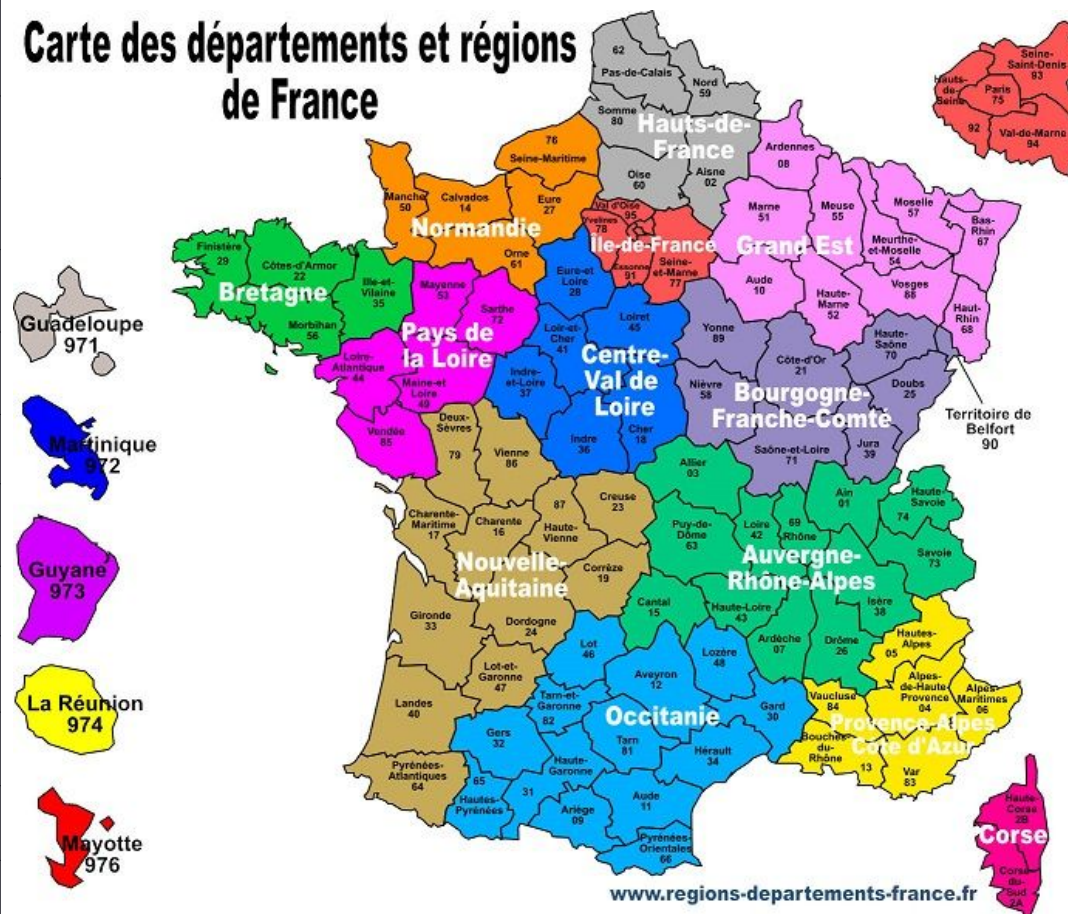 Carte des départements et régions
de France
62
Pas-de-Calais
Nord
59
Somme
80
Hauts-de-
France
Oise
60
Aisne
02
Seine-
Saint-Denis
93
Hauts-
de-
Seine
Paris
75
92
Val-de-Marne
94
76
Seine-Maritime
Manche
50
Calvados
14
Eure
27
Normandie
Orne
61
Val d'Oise
95
Yvelines
78
Île-de-France
Essonne
91
Seine-
et-Marne
77
Ardennes
08
Marne
51
Meuse
55
Moselle
57
Bas-
Rhin
67
Meurthe-
et-Moselle
54
Grand Est
Aude
10
Haute-
Marne
52
Vosges
88
Haut-
Rhin
68
Finistère
29
Côtes-d'Armor
22
Ille-et-
Vilaine
35
Bretagne
Morbihan
56
Mayenne
53
Sarthe
72
Pays de
la Loire
Loire-
Atlantique
44
Maine-et
Loire
49
Vendée
85
Eure-et
Loire
28
Loiret
45
Loir-et-
Cher
41
Centre-
Val de
Loire
Indre-
et-Loire
37
Indre
36
Cher
18
Yonne
89
Côte-d'Or
21
Haute-
Saône
70
Nièvre
58
Doubs
25
Bourgogne-
Franche-Comté
Saône-et-Loire
71
Jura
39
Territoire de
Belfort
90
Guadeloupe
971
Martinique
972
Guyane
973
La Réunion
974
Mayotte
976
Deux-
Sèvres
79
Vienne
86
Charente-
Maritime
17
Charente
16
87
Haute-
Vienne
Creuse
23
Nouvelle-
Aquitaine
Corrèze
19
Gironde
33
Dordogne
24
Lot-et-
Garonne
47
Landes
40
Pyrénées-
Atlantiques
64
Allier
03
Puy-de-
Dôme
63
Loire
42
69
Rhône
Ain
01
Haute-
Savoie
74
Savoie
73
Auvergne-
Rhône-Alpes
Isère
38
Cantal
15
Haute-Loire
43
Ardèche
07
Drôme
26
Lot
46
Aveyron
12
Lozère
48
Tarn-et-
Garonne
82
Occitanie
Gard
30
Gers
32
Tarn
81
Hérault
34
Haute-
Garonne
31
65
Hautes-
Pyrénées
Ariége
09
Aude
11
Pyrénées-
Orientales
66
Hautes-
Alpes
05
Alpes-
de-Haute
Provence
04
Alpes-
Maritimes
06
Vaucluse
84
Provence-Alpes
Côte d'Azur
Bouches-
du-
Rhône
13
Var
83
Haute-
Corse
2B
Corse
Corse-
du-
Sud
2A
www.regions-departements-france.fr